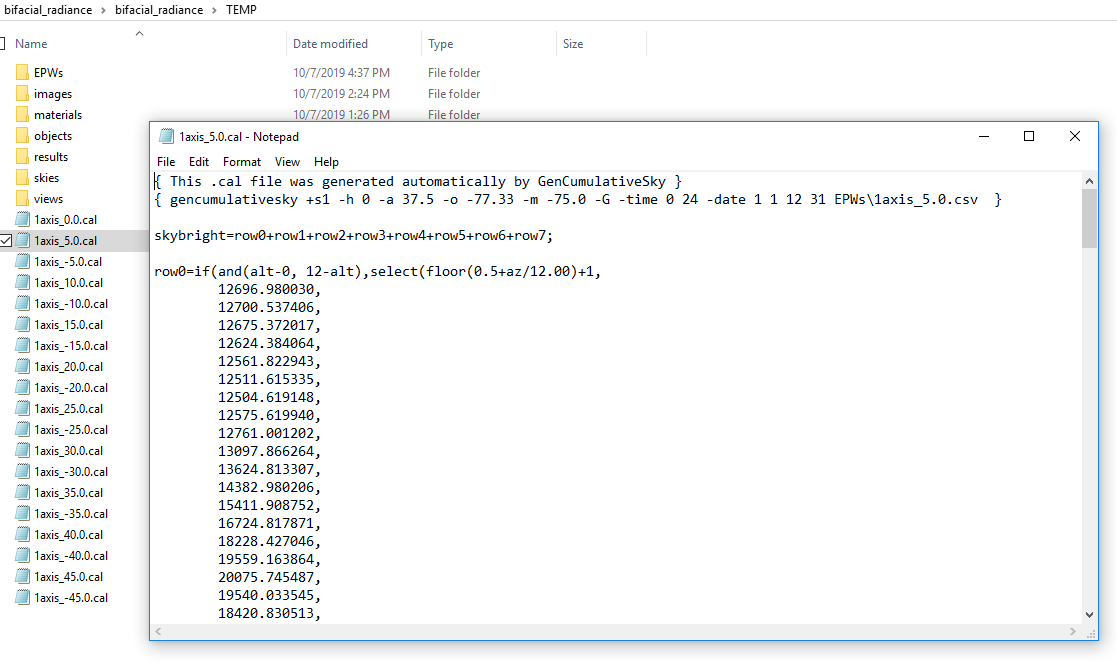 bifacial_radiance > bifacial_radiance > TEMP
Name Date modified Type Size
EPWs 10/7/2019 4:37 PM File folder
images 10/7/2019 2:24 PM File folder
materials 10/7/2019 1:26 PM File folder
objects
results
skies
views
1axis_0.0.cal
1axis_5.0.cal
1axis_-5.0.cal
1axis_10.0.cal
1axis_-10.0.cal
1axis_15.0.cal
1axis_-15.0.cal
1axis_20.0.cal
1axis_-20.0.cal
1axis_25.0.cal
1axis_-25.0.cal
1axis_30.0.cal
1axis_-30.0.cal
1axis_35.0.cal
1axis_-35.0.cal
1axis_40.0.cal
1axis_-40.0.cal
1axis_45.0.cal
1axis_-45.0.cal
1axis_5.0.cal - Notepad
File Edit Format View Help
{ This .cal file was generated automatically by GenCumulativeSky }
{ gencumulativesky +s1 -h 0 -a 37.5 -o -77.33 -m -75.0 -G -time 0 24 -date 1 1 12 31 EPWs\1axis_5.0.csv  }
skybright=row0+row1+row2+row3+row4+row5+row6+row7;
row0=if(and(alt-0, 12-alt),select(floor(0.5+az/12.00)+1,
12696.980030,
12700.537406,
12675.372017,
12624.384064,
12561.822943,
12511.615335,
12504.619148,
12575.619940,
12761.001202,
13097.866264,
13624.813307,
14382.980206,
15411.908752,
16724.817871,
18228.427046,
19559.163864,
20075.745487,
19540.033545,
18420.830513,